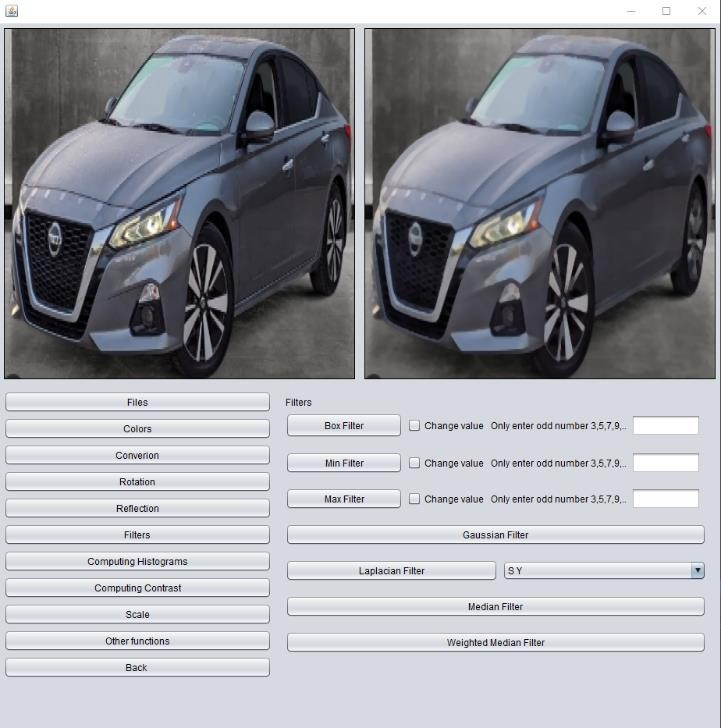 Files
Colors
Converion
Rotation
Reflection
Filters
Computing Histograms
Computing Contrast
Scale
Other functions
Back
Filters
Box Filter Change value Only enter odd number 3,5,7,9,..
Min Filter Change value Only enter odd number 3,5,7,9,..
Max Filter Change value Only enter odd number 3,5,7,9,..
Gaussian Filter
Laplacian Filter S Y
Median Filter
Weighted Median Filter